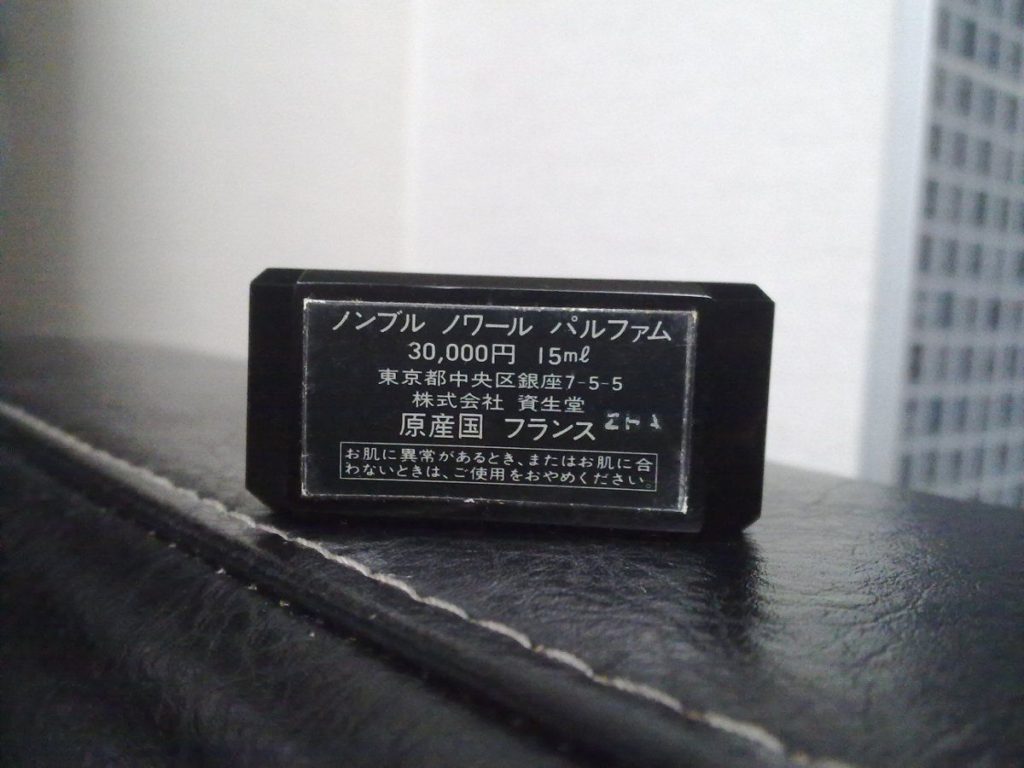 ノンブル ノワール パルファム
30,000円 15ml
東京都中央区銀座7-5-5
株式会社 資生堂
原産国 フランス
お肌に異常があるとき、またはお肌に合
わないときは、ご使用をおやめください。